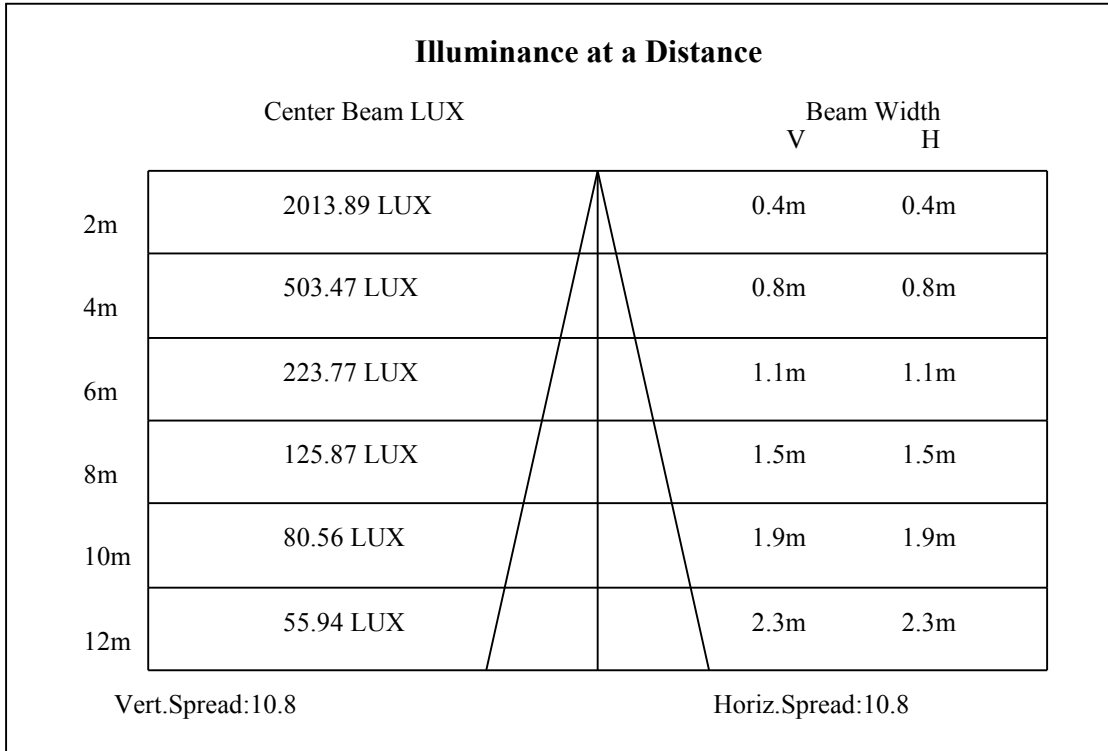 Illuminance at a Distance
Center Beam LUX Beam Width
V H
2m 2013.89 LUX 0.4m 0.4m
4m 503.47 LUX 0.8m 0.8m
6m 223.77 LUX 1.1m 1.1m
8m 125.87 LUX 1.5m 1.5m
10m 80.56 LUX 1.9m 1.9m
12m 55.94 LUX 2.3m 2.3m
Vert.Spread:10.8 Horiz.Spread:10.8